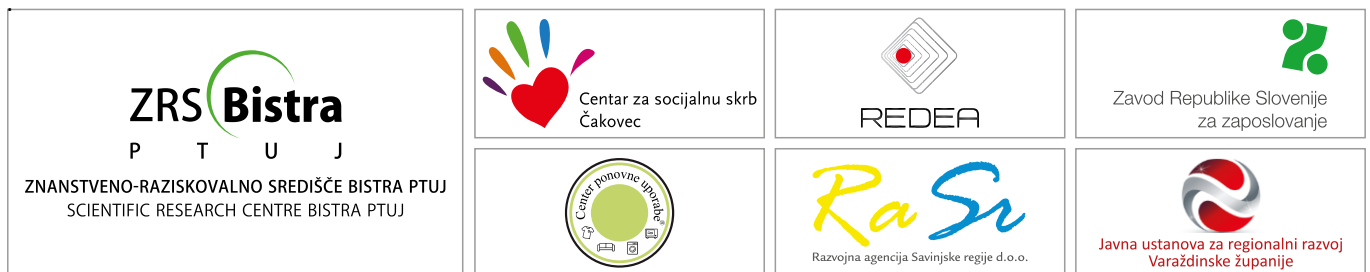 ZRS Bistra
PTUJ
ZNANSTVENO-RAZISKOVALNO SREDIŠČE BISTRA PTUJ
SCIENTIFIC RESEARCH CENTRE BISTRA PTUJ
Centar za socijalnu skrb
Čakovec
REDEA
Zavod Republike Slovenije
za zaposlovanje
Center ponovne uporabe®
RaSr
Razvojna agencija Savinjske regije d.o.o.
Javna ustanova za regionalni razvoj
Varaždinske županije